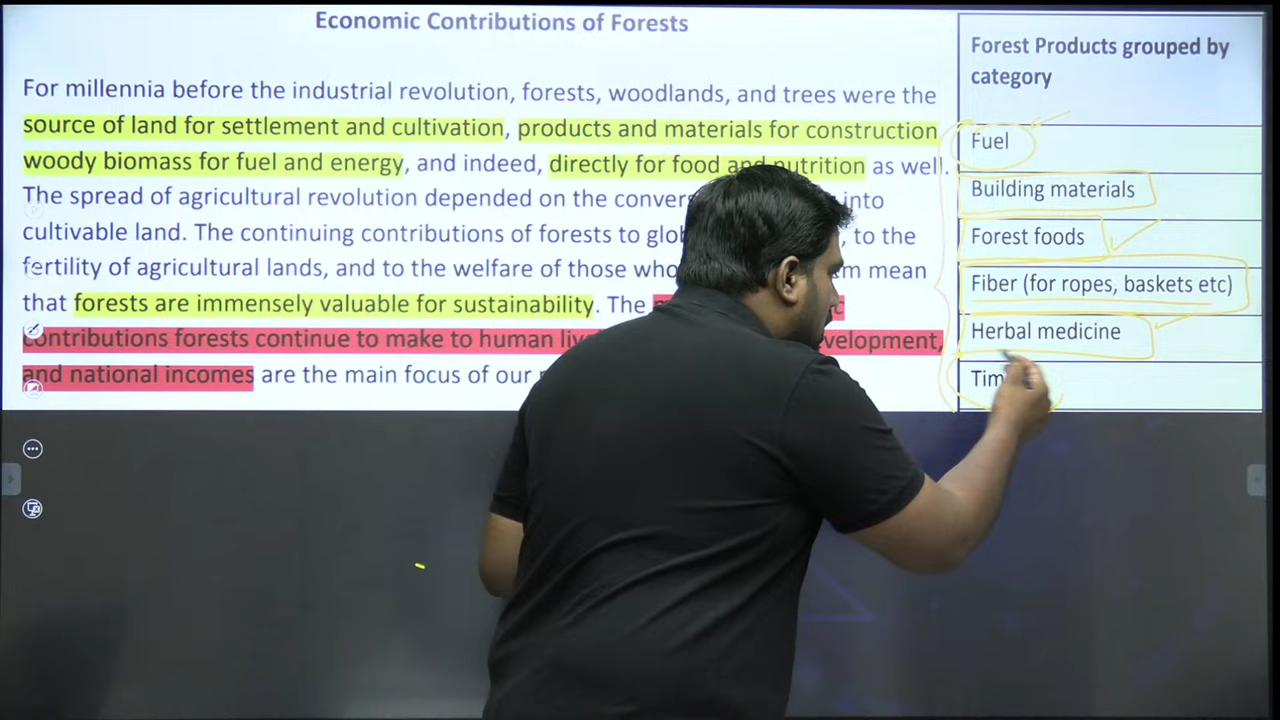 Economic Contributions of Forests
For millennia before the industrial revolution, forests, woodlands, and trees were the
source of land for settlement and cultivation, products and materials for construction
woody biomass for fuel and energy, and indeed, directly for food and nutrition as well.
The spread of agricultural revolution depended on the into
cultivable land. The continuing contributions of forests to to the
fertility of agricultural lands, and to the welfare of those mean
that forests are immensely valuable for sustainability. The
contributions forests continue to make to human
and national incomes are the main focus of our
Forest Products grouped by
category
Fuel
Building materials
Forest foods
Fiber (for ropes, baskets etc)
Herbal medicine